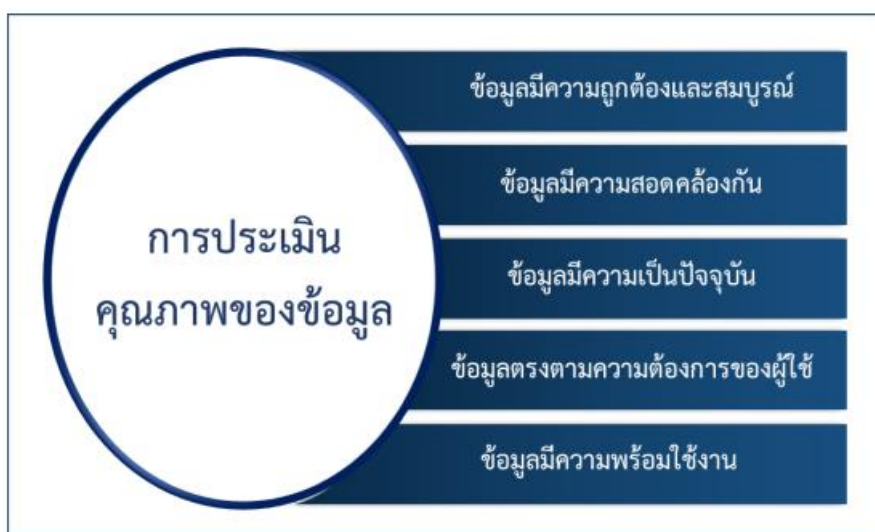 การประเมิน
คุณภาพของข้อมูล
ข้อมูลมีความถูกต้องและสมบูรณ์
ข้อมูลมีความสอดคล้องกัน
ข้อมูลมีความเป็นปัจจุบัน
ข้อมูลตรงตามความต้องการของผู้ใช้
ข้อมูลมีความพร้อมใช้งาน